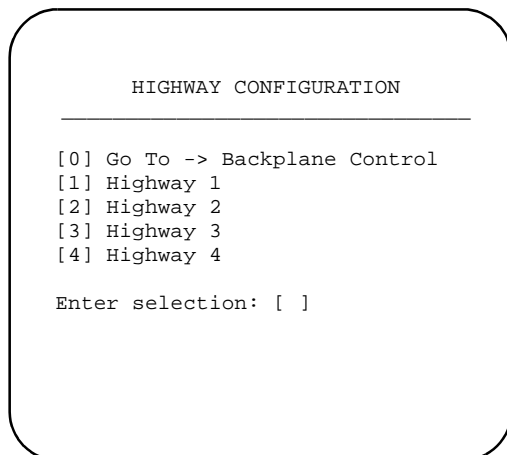 HIGHWAY CONFIGURATION
[0] Go To -> Backplane Control
[1] Highway 1
[2] Highway 2
[3] Highway 3
[4] Highway 4
Enter selection: [ ]